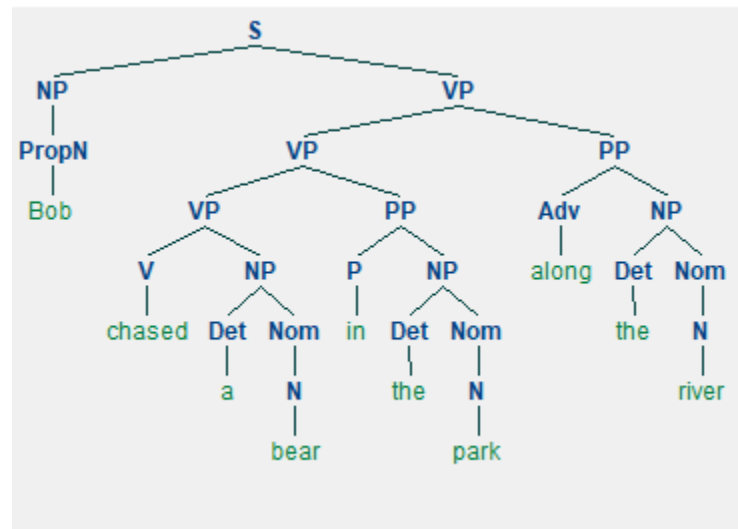 S
NP VP
PropN VP PP
Bob VP PP Adv NP
V NP P NP along Det Nom
chased Det Nom in Det Nom the N
a N the N river
bear park